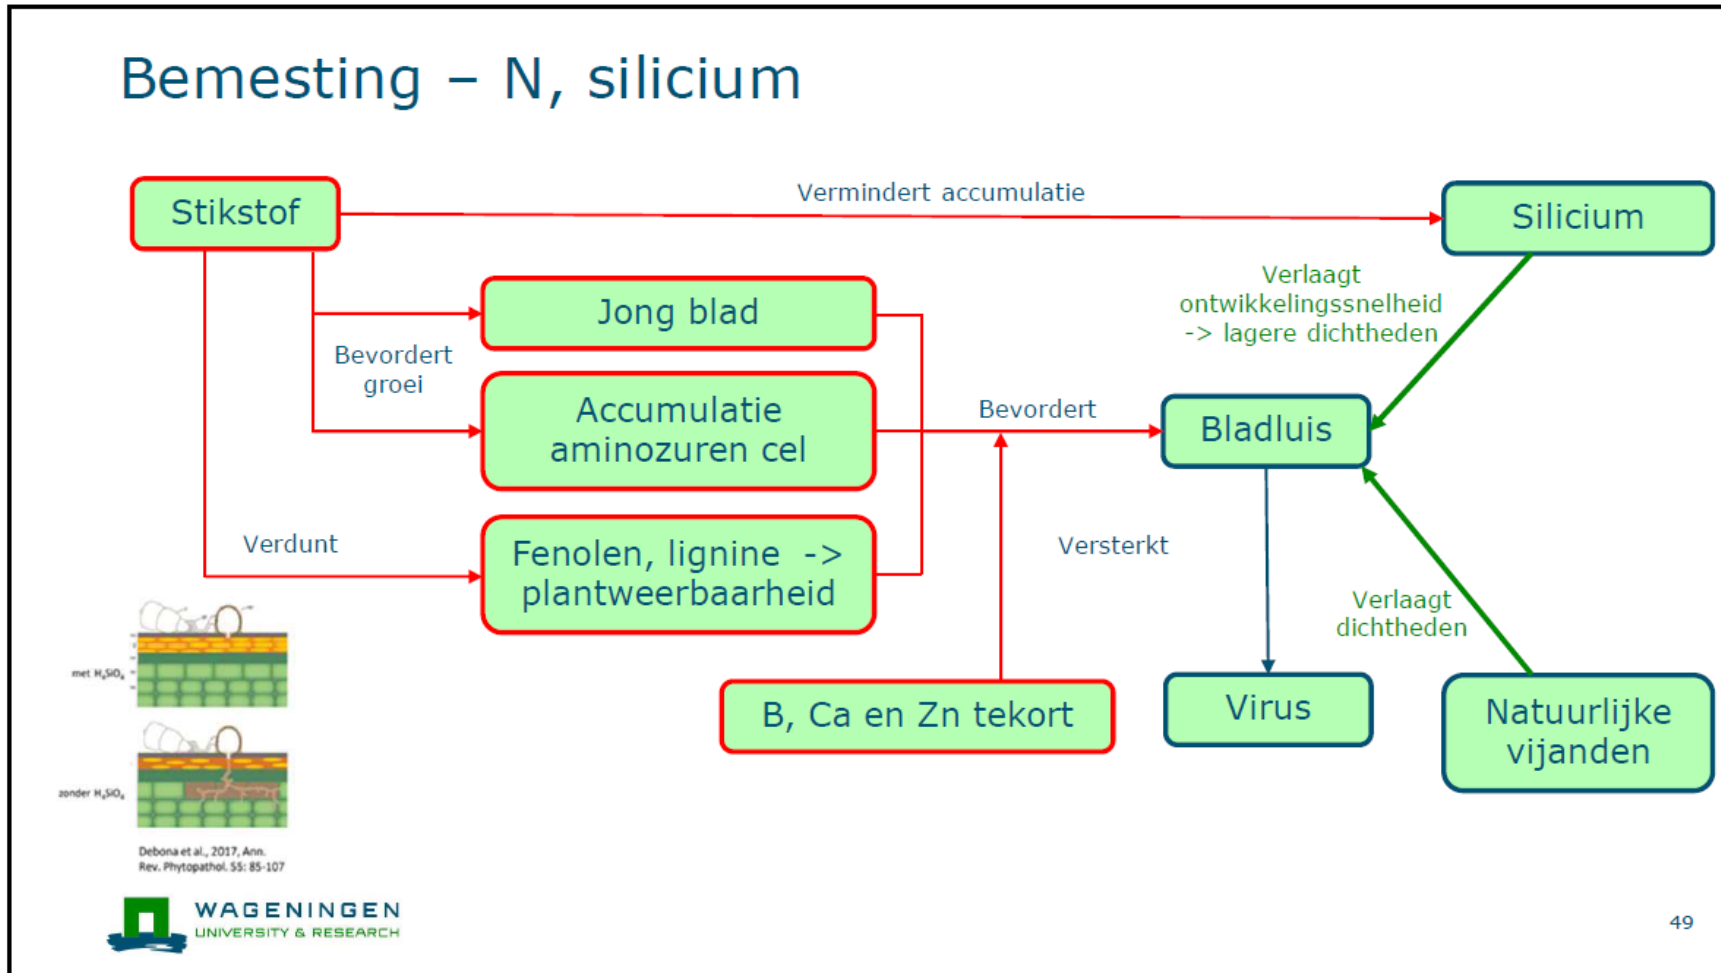 Bemesting – N, silicium
Stikstof
Vermindert accumulatie
Silicium
Verlaagt
ontwikkelingssnelheid
-> lagere dichtheden
Jong blad
Bevordert
groei
Accumulatie
aminozuren cel
Bevordert
Bladluis
Verdunt
Fenolen, lignine ->
plantweerbaarheid
Versterkt
Verlaagt
dichtheden
B, Ca en Zn tekort
Virus
Natuurlijke
vijanden
met H₄SiO₄
zonder H₄SiO₄
Debona et al., 2017, Ann.
Rev. Phytopathol. 55: 85-107
WAGENINGEN
UNIVERSITY & RESEARCH
49